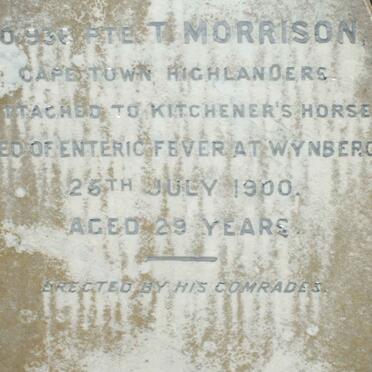 O. 936 PTE T. MORRISON,
CAPE TOWN HIGHLANDERS
TTACHED TO KITCHENER'S HORSE
ED OF ENTERIC FEVER AT WYNBERG
25TH JULY 1900.
AGED 29 YEARS.
ERECTED BY HIS COMRADES.